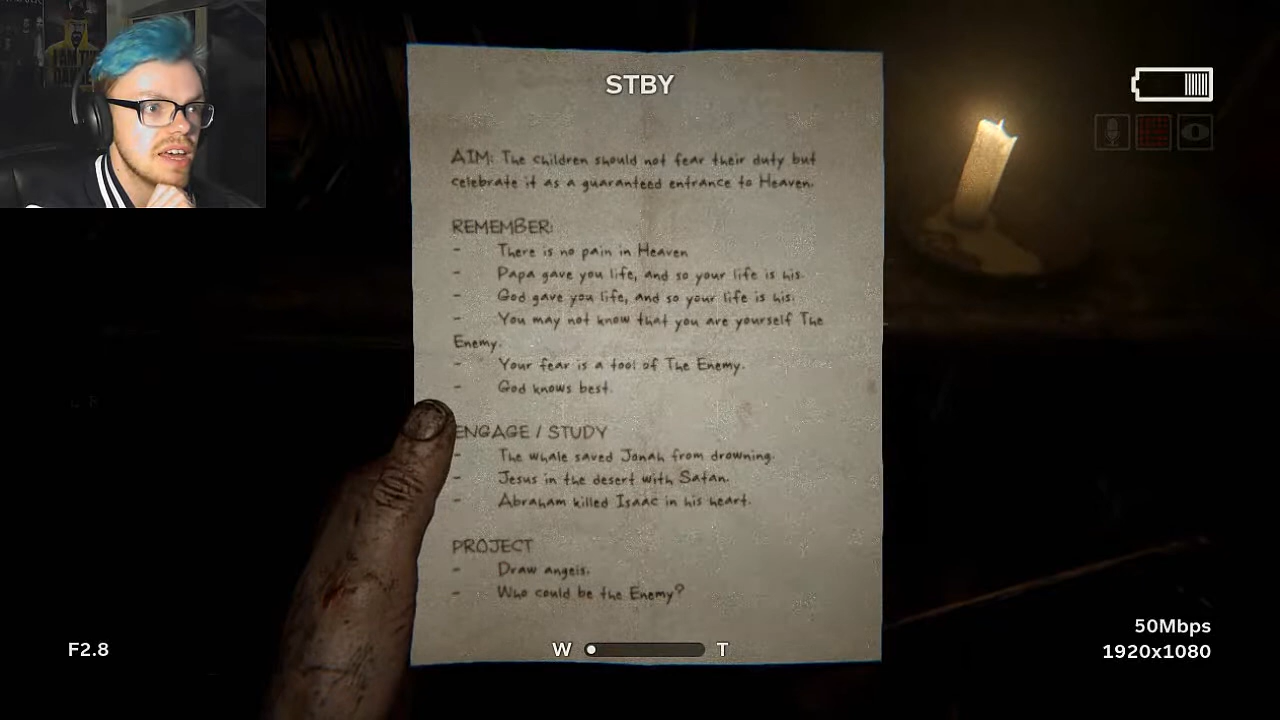 I AM THE
STBY
AIM: The children should not fear their duty but
celebrate it as a guaranteed entrance to Heaven.
REMEMBER:
- There is no pain in Heaven
- Papa gave you life, and so your life is his.
- God gave you life, and so your life is his.
- You may not know that you are yourself The
Enemy.
- Your fear is a tool of The Enemy.
- God knows best.
ENGAGE / STUDY
- The whale saved Jonah from drowning.
- Jesus in the desert with Satan.
- Abraham killed Isaac in his heart.
PROJECT
- Draw angels.
- Who could be the Enemy?
F2.8
W
T
50Mbps
1920x1080